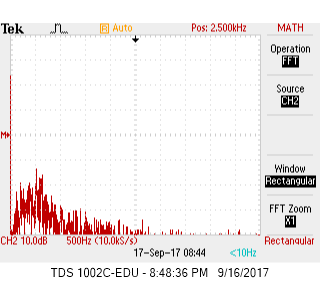 Tek
R Auto
Pos: 2.500kHz
MATH
Operation
FFT
Source
CH2
M
Window
Rectangular
FFT Zoom
X1
CH2 10.0dB
500Hz (10.0kS/s)
Rectangular
17-Sep-17 08:44
<10Hz
TDS 1002C-EDU - 8:48:36 PM 9/16/2017